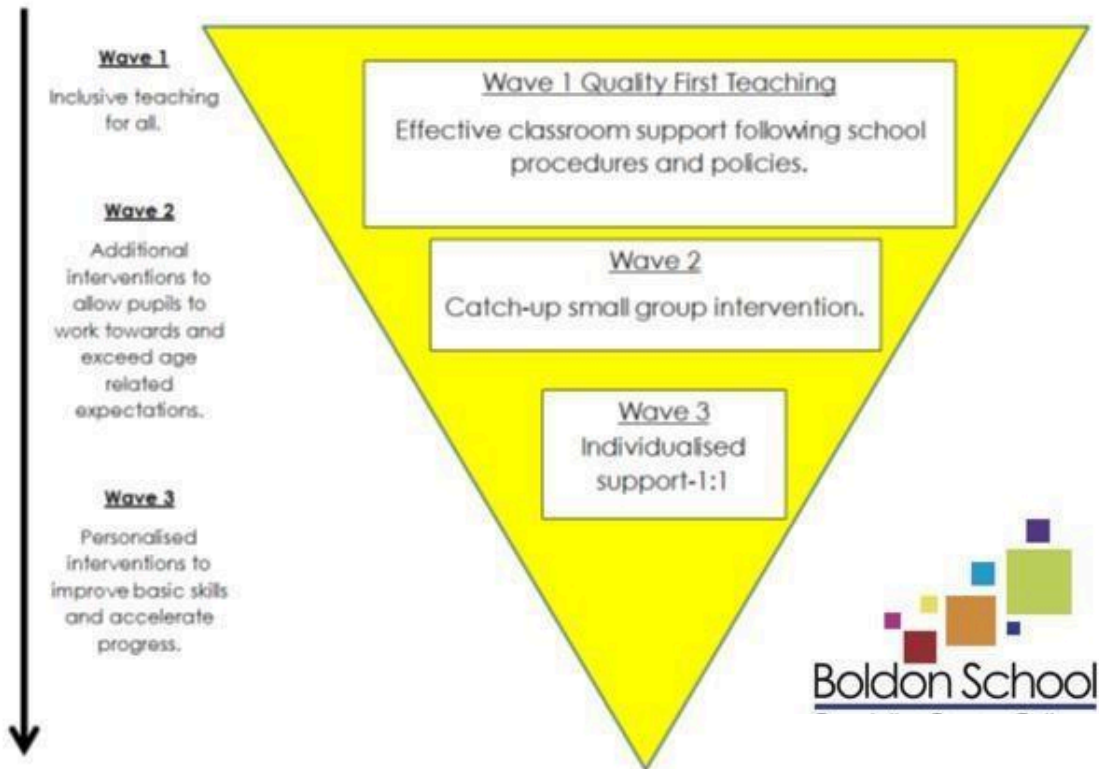 Wave 1
Inclusive teaching
for all.
Wave 2
Additional
interventions to
allow pupils to
work towards and
exceed age
related
expectations.
Wave 3
Personalised
interventions to
improve basic skills
and accelerate
progress.
Wave 1 Quality First Teaching
Effective classroom support following school
procedures and policies.
Wave 2
Catch-up small group intervention.
Wave 3
Individualised
support-1:1
Boldon School